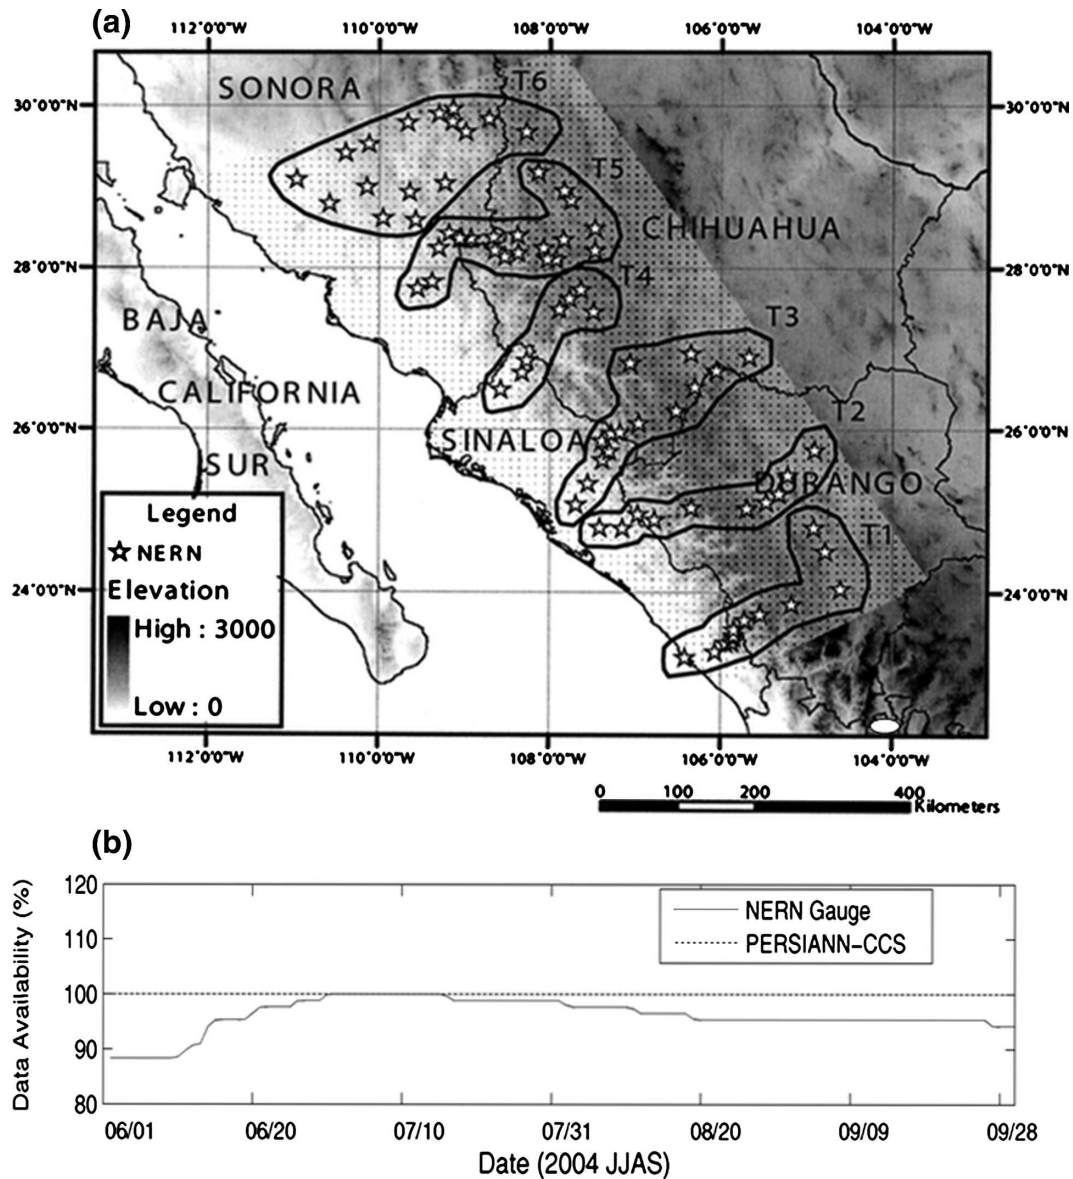 (a)
112°0'0"W 110°0'0"W 108°0'0"W 106°0'0"W 104°0'0"W
SONORA T6
30°0'0"N 30°0'0"N
T5
CHIHUAHUA
28°0'0"N 28°0'0"N
T4
BAJA T3
CALIFORNIA
T2
26°0'0"N 26°0'0"N
SINALOA
SUR DURANGO
Legend
T1
NERN
Elevation
24°0'0"N 24°0'0"N
High : 3000
Low : 0
112°0'0"W 110°0'0"W 108°0'0"W 106°0'0"W 104°0'0"W
0 100 200 400
Kilometers
(b)
Data Availability (%)
120
110
100
90
80
NERN Gauge
PERSIANN-CCS
06/01 06/20 07/10 07/31 08/20 09/09 09/28
Date (2004 JJAS)